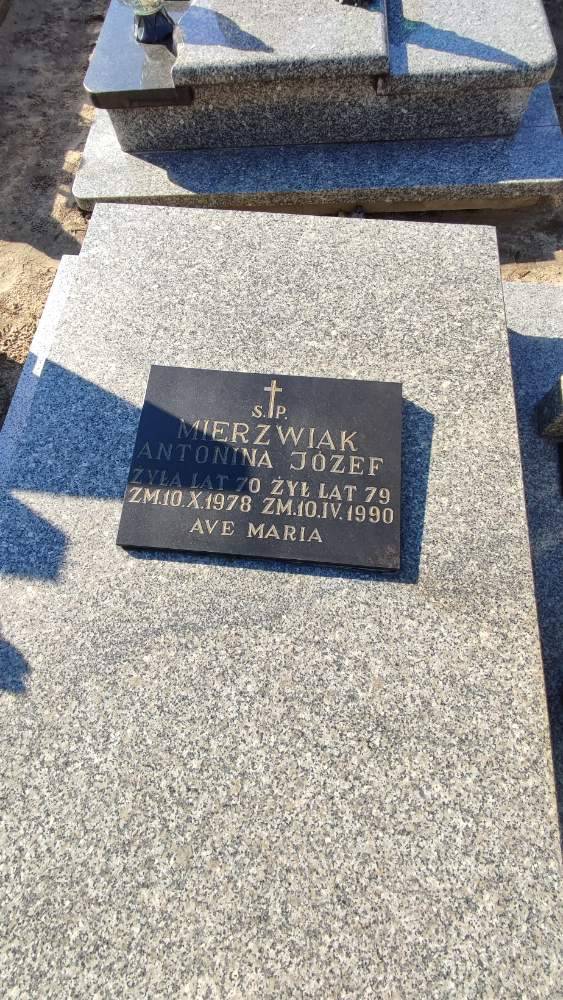 Ś.P.
MIERZWIAK
ANTONINA JÓZEF
ŻYŁA LAT 70 ŻYŁ LAT 79
ZM.10.X.1978 ZM.10.IV.1990
AVE MARIA